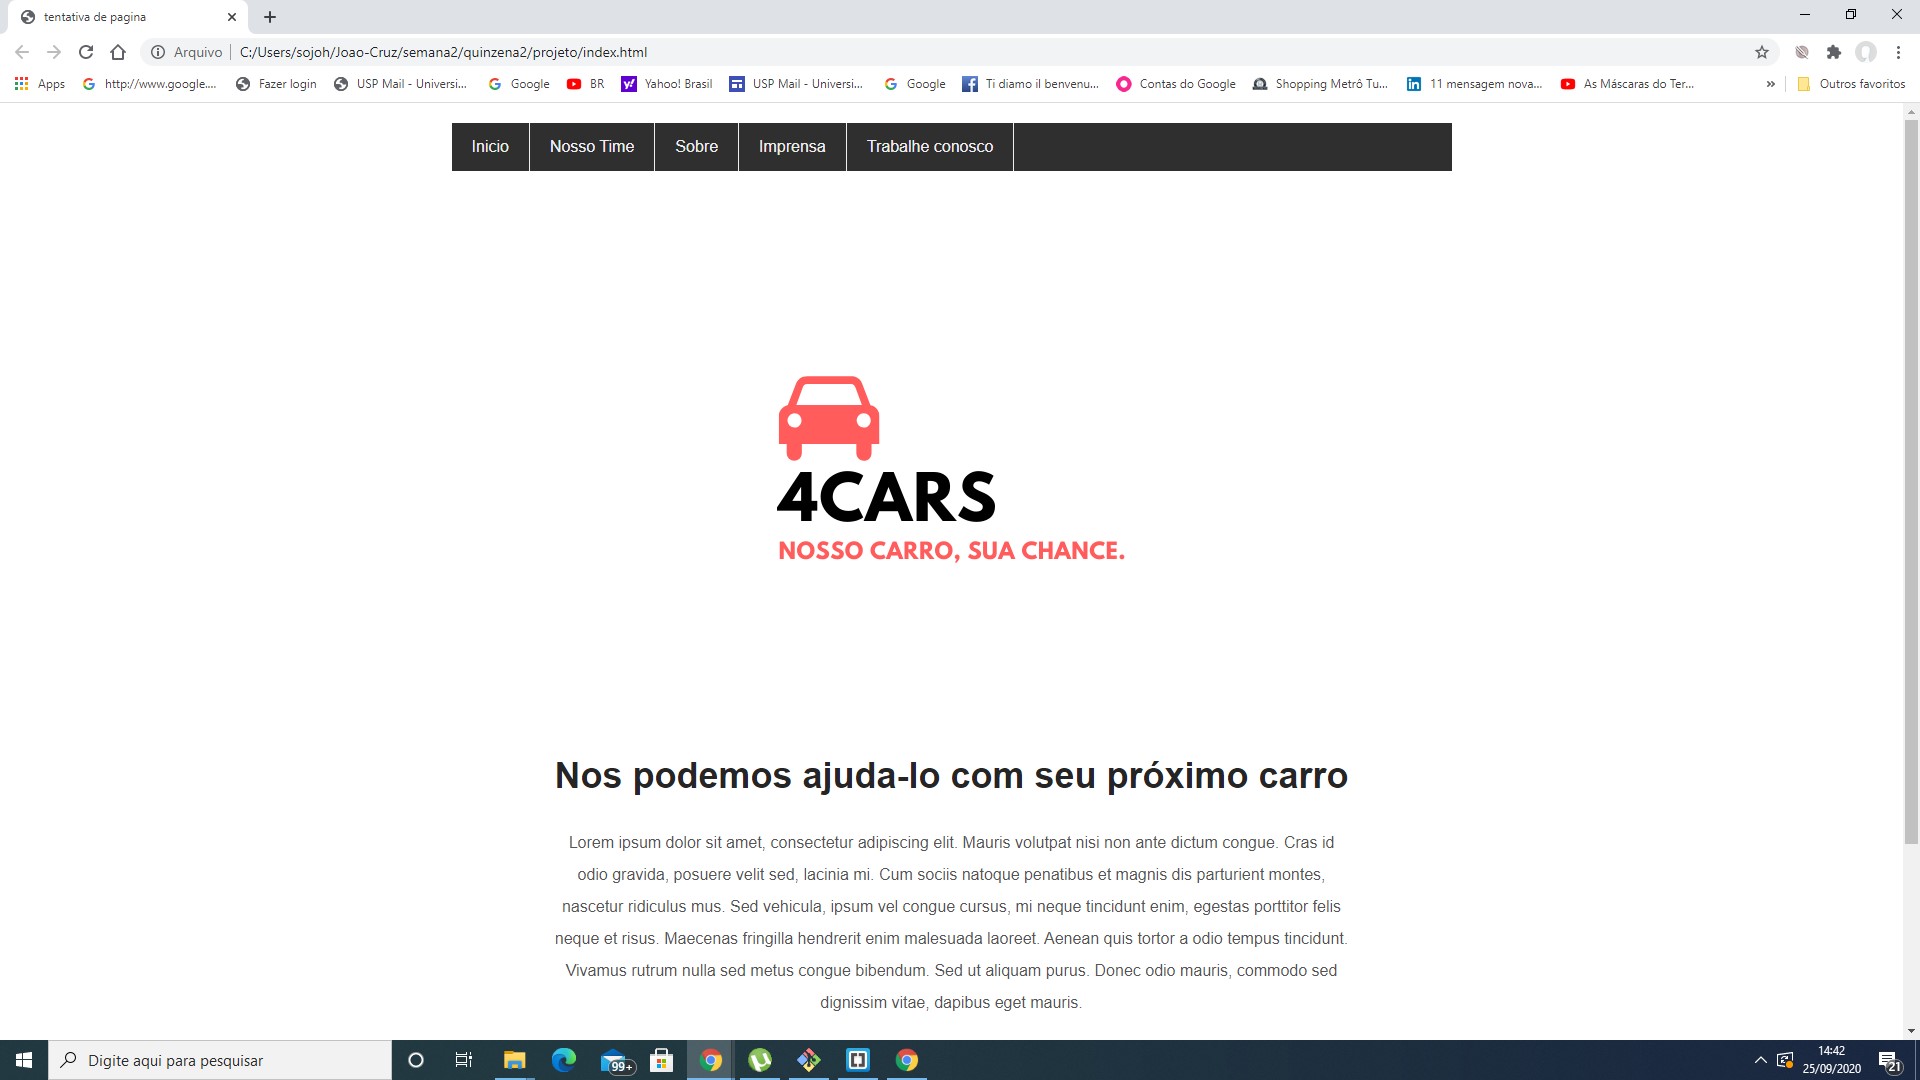 tentativa de pagina
Arquivo C:/Users/sojoh/Joao-Cruz/semana2/quinzena2/projeto/index.html
Apps http://www.google.... Fazer login USP Mail - Universi... Google BR Yahoo! Brasil USP Mail - Universi... Google Ti diamo il benvenu... Contas do Google Shopping Metrô Tu... 11 mensagem nova... As Máscaras do Ter... » Outros favoritos
Inicio Nosso Time Sobre Imprensa Trabalhe conosco
4CARS
NOSSO CARRO, SUA CHANCE.
Nos podemos ajuda-lo com seu próximo carro
Lorem ipsum dolor sit amet, consectetur adipiscing elit. Mauris volutpat nisi non ante dictum congue. Cras id
odio gravida, posuere velit sed, lacinia mi. Cum sociis natoque penatibus et magnis dis parturient montes,
nascetur ridiculus mus. Sed vehicula, ipsum vel congue cursus, mi neque tincidunt enim, egestas porttitor felis
neque et risus. Maecenas fringilla hendrerit enim malesuada laoreet. Aenean quis tortor a odio tempus tincidunt.
Vivamus rutrum nulla sed metus congue bibendum. Sed ut aliquam purus. Donec odio mauris, commodo sed
dignissim vitae, dapibus eget mauris.
Digite aqui para pesquisar 99+ 14:42
25/09/2020 21